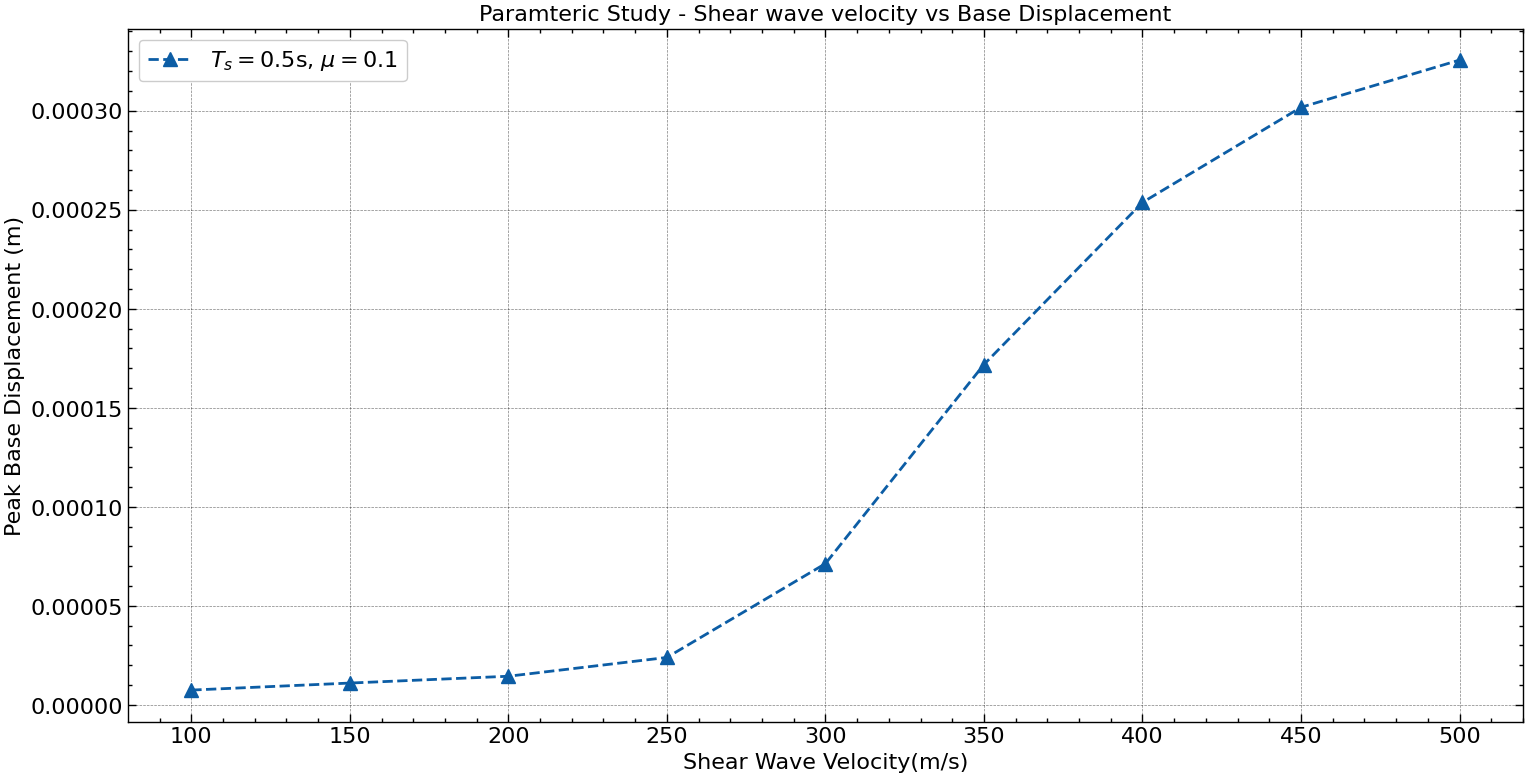 Paramteric Study - Shear wave velocity vs Base Displacement
T_s = 0.5s, μ = 0.1
Peak Base Displacement (m)
0.00030
0.00025
0.00020
0.00015
0.00010
0.00005
0.00000
100 150 200 250 300 350 400 450 500
Shear Wave Velocity(m/s)